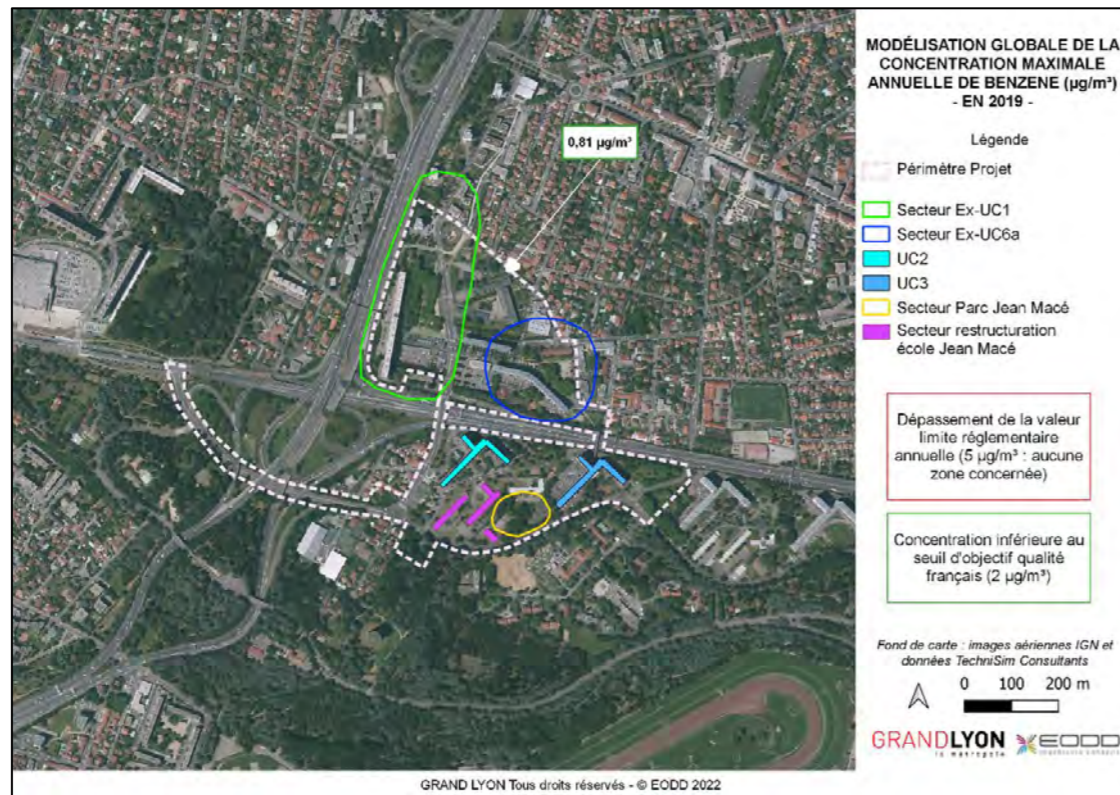 MODÉLISATION GLOBALE DE LA
CONCENTRATION MAXIMALE
ANNUELLE DE BENZENE (µg/m³)
- EN 2019 -
Légende
Périmètre Projet
Secteur Ex-UC1
Secteur Ex-UC6a
UC2
UC3
Secteur Parc Jean Macé
Secteur restructuration
école Jean Macé
0,81 µg/m³
Dépassement de la valeur
limite réglementaire
annuelle (5 µg/m³ : aucune
zone concernée)
Concentration inférieure au
seuil d'objectif qualité
français (2 µg/m³)
Fond de carte : images aériennes IGN et
données TechniSim Consultants
0 100 200 m
GRANDLYON
la métropole
EODD
GRAND LYON Tous droits réservés - © EODD 2022